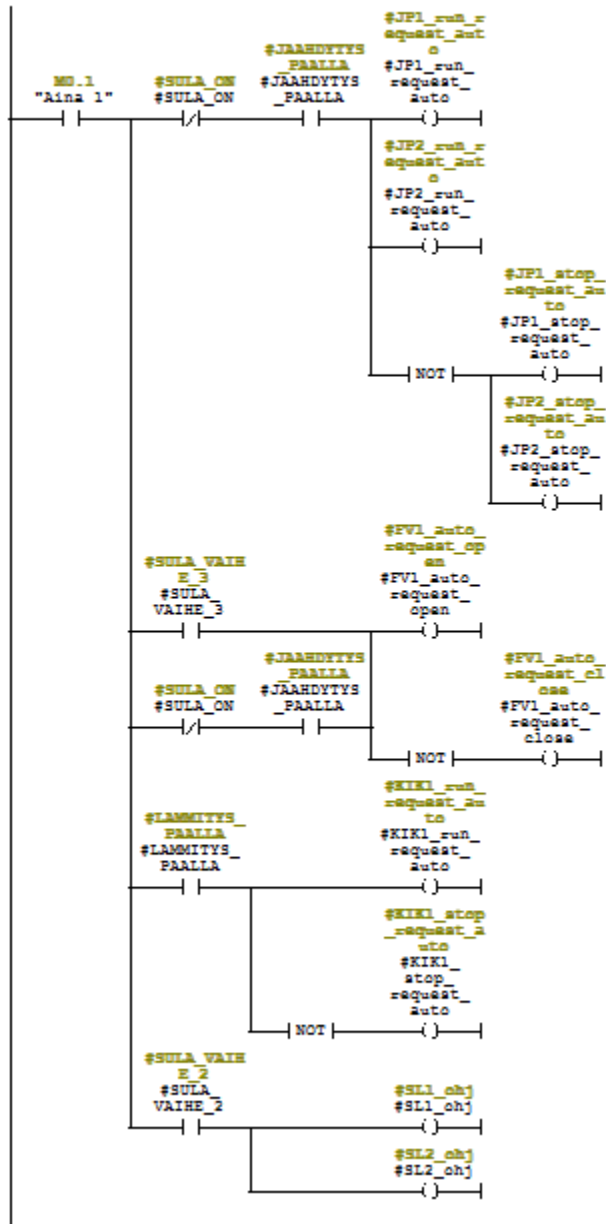 #JP1_run_r
equest_aut
o
#JP1_run_
request_
auto
#JAAHDYTYS
_PAALLA
#JAAHDYTYS
_PAALLA
M0.1
"Aina 1"
#SULA_ON
#SULA_ON
#JP2_run_r
equest_aut
o
#JP2_run_
request_
auto
#JP1_stop_
request_au
to
#JP1_stop_
request_
auto
NOT
#JP2_stop_
request_au
to
#JP2_stop_
request_
auto
#SULA_VAIH
E_3
#SULA_
VAIHE_3
#FV1_auto_
request_op
en
#FV1_auto_
request_
open
#SULA_ON
#SULA_ON
#JAAHDYTYS
_PAALLA
#JAAHDYTYS
_PAALLA
#FV1_auto_
request_cl
ose
#FV1_auto_
request_
close
NOT
#LAMMITYS_
PAALLA
#LAMMITYS_
PAALLA
#KIK1_run_
request_au
to
#KIK1_run_
request_
auto
#KIK1_stop
_request_a
uto
#KIK1_
stop_
request_
auto
NOT
#SULA_VAIH
E_2
#SULA_
VAIHE_2
#SL1_ohj
#SL1_ohj
#SL2_ohj
#SL2_ohj